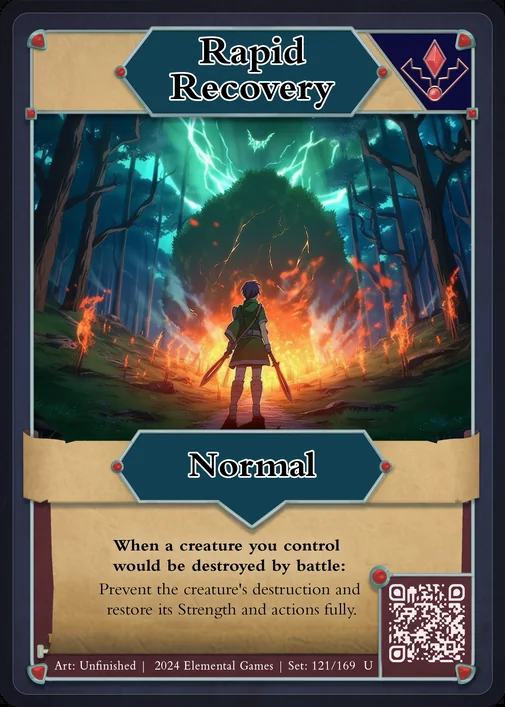 Rapid
Recovery
Normal
When a creature you control
would be destroyed by battle:
Prevent the creature's destruction and
restore its Strength and actions fully.
Art: Unfinished | 2024 Elemental Games | Set: 121/169 U